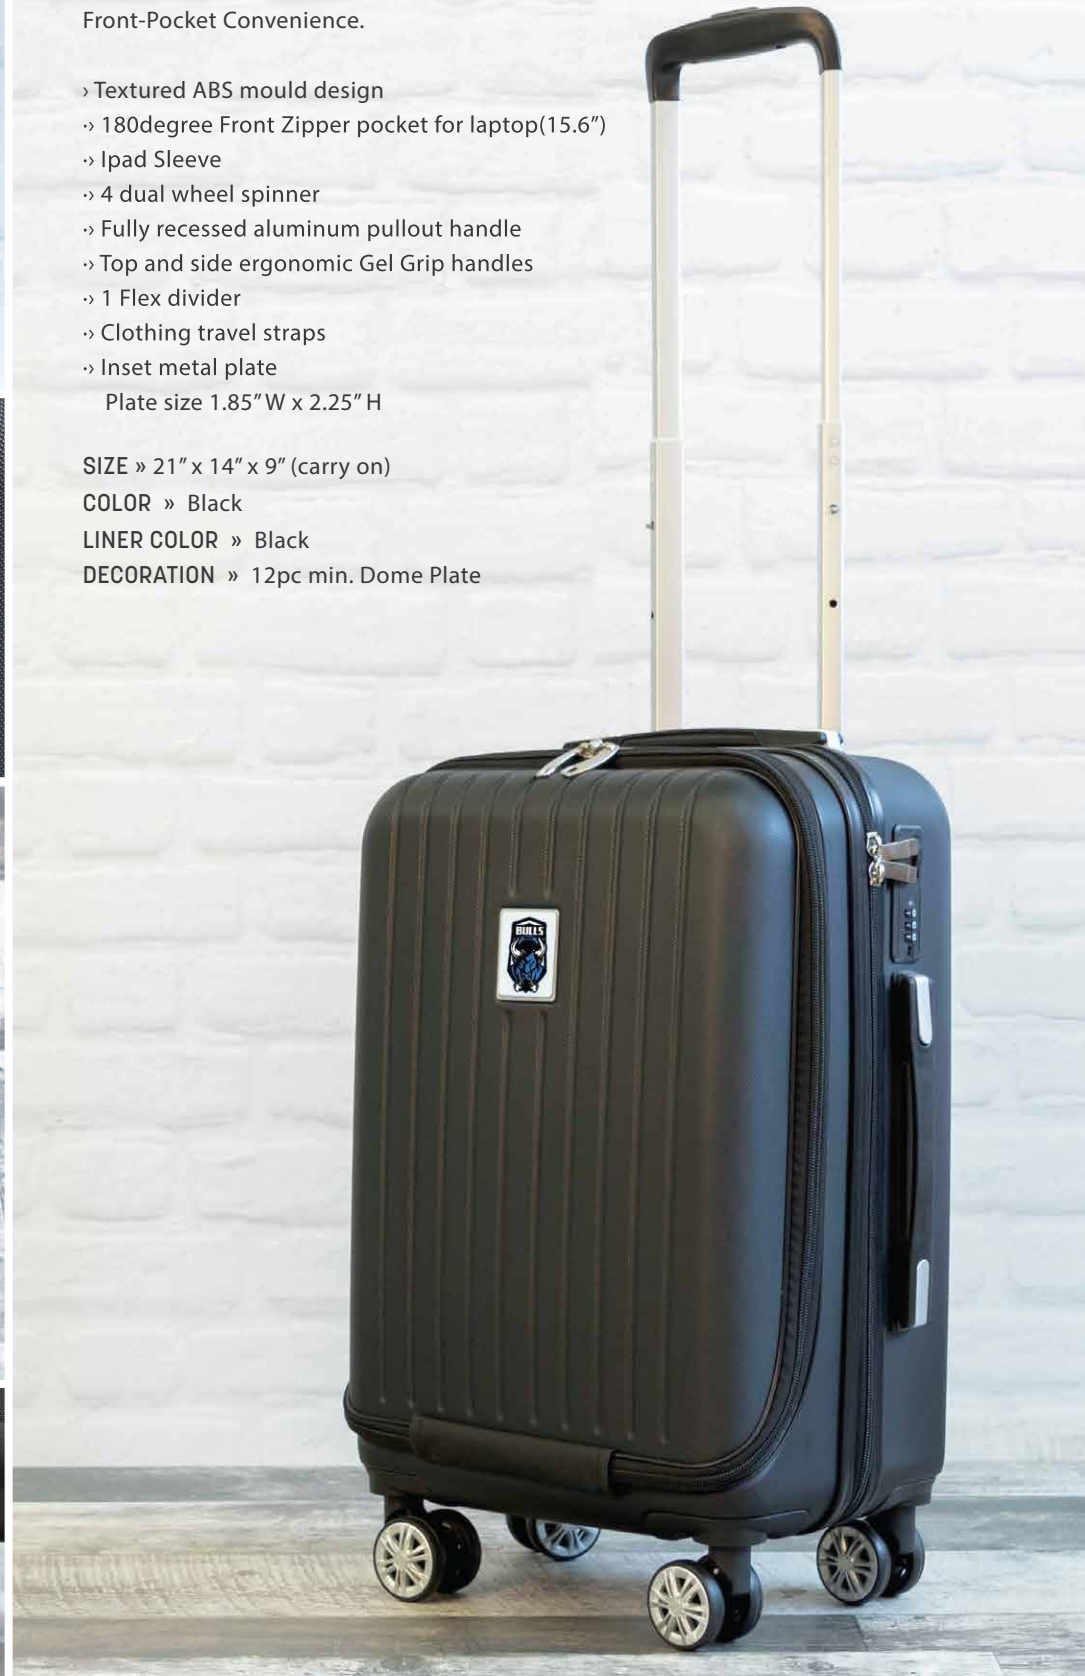 Front-Pocket Convenience.
› Textured ABS mould design
·› 180degree Front Zipper pocket for laptop(15.6”)
·› Ipad Sleeve
·› 4 dual wheel spinner
·› Fully recessed aluminum pullout handle
·› Top and side ergonomic Gel Grip handles
·› 1 Flex divider
·› Clothing travel straps
·› Inset metal plate
Plate size 1.85” W x 2.25” H
SIZE » 21” x 14” x 9” (carry on)
COLOR » Black
LINER COLOR » Black
DECORATION » 12pc min. Dome Plate
BULLS